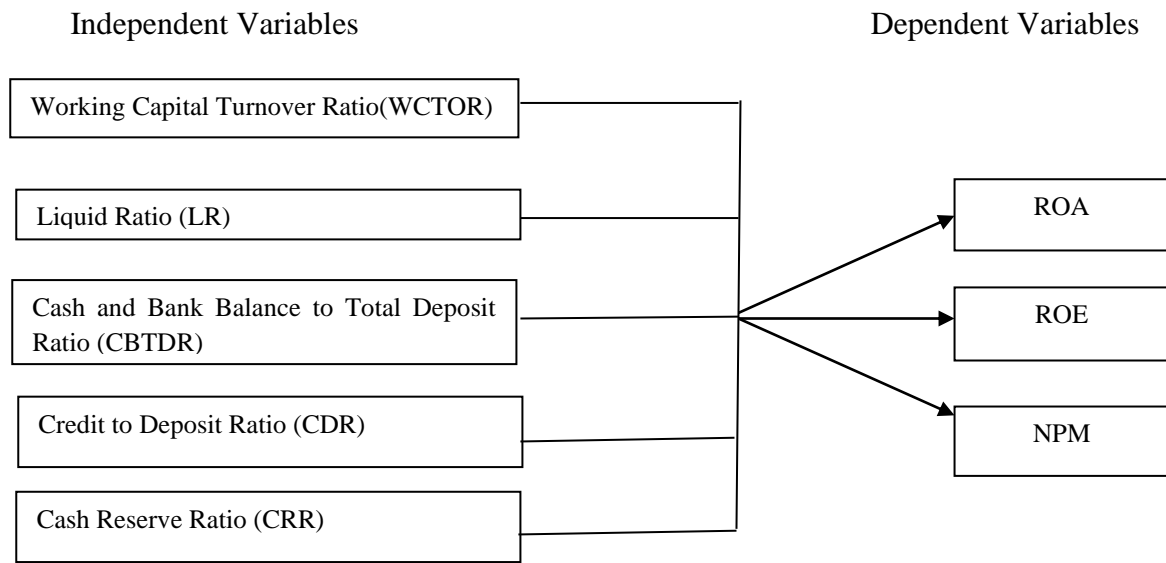 Independent Variables
Dependent Variables
Working Capital Turnover Ratio(WCTOR)
Liquid Ratio (LR)
Cash and Bank Balance to Total Deposit
Ratio (CBTDR)
Credit to Deposit Ratio (CDR)
Cash Reserve Ratio (CRR)
ROA
ROE
NPM